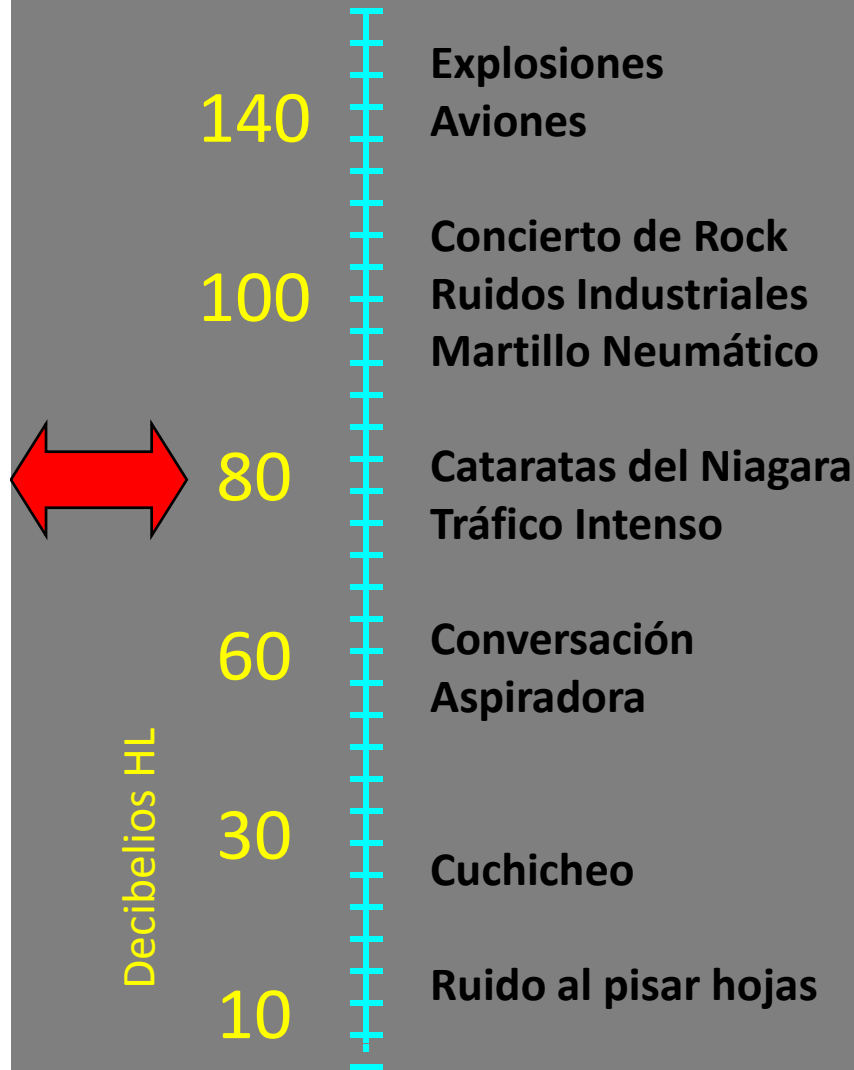 Explosiones
140
Aviones
Concierto de Rock
100
Ruidos Industriales
Martillo Neumático
80
Cataratas del Niagara
Tráfico Intenso
60
Conversación
Aspiradora
30
Cuchicheo
10
Ruido al pisar hojas
Decibelios HL